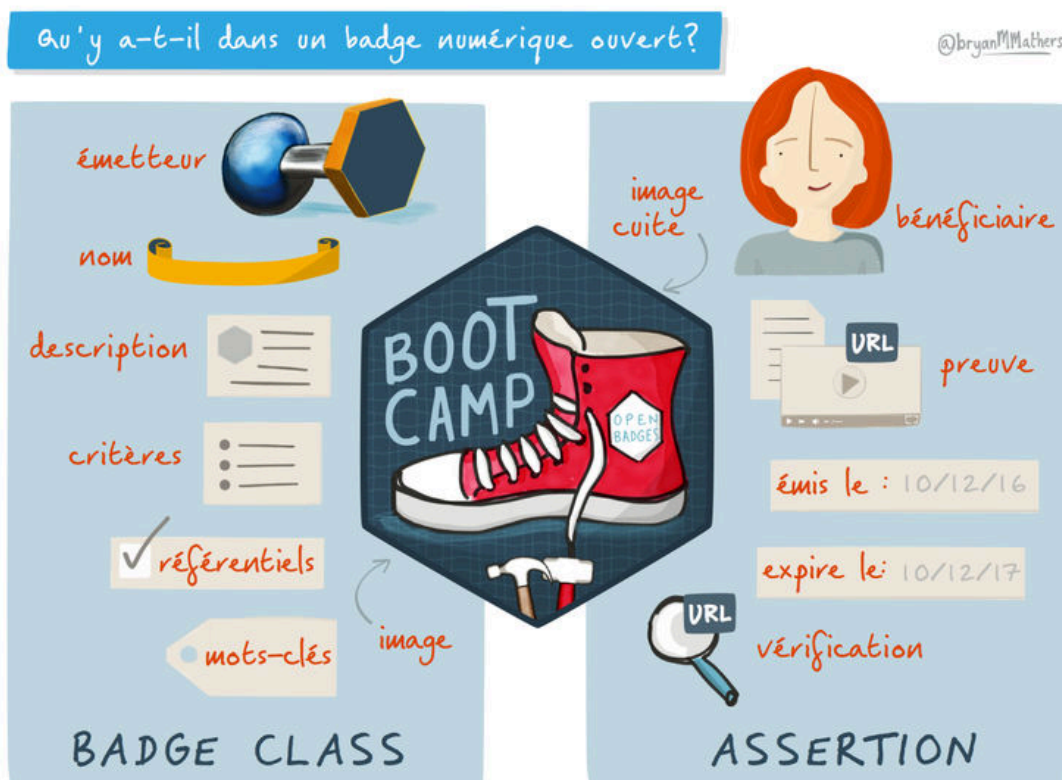 Qu'y a-t-il dans un badge numérique ouvert?
@bryanMMathers
émetteur
nom
description
critères
référentiels
mots-clés
BADGE CLASS
image
cuite
BOOT
CAMP
OPEN
BADGES
image
bénéficiaire
URL
preuve
émis le : 10/12/16
expire le: 10/12/17
URL
vérification
ASSERTION